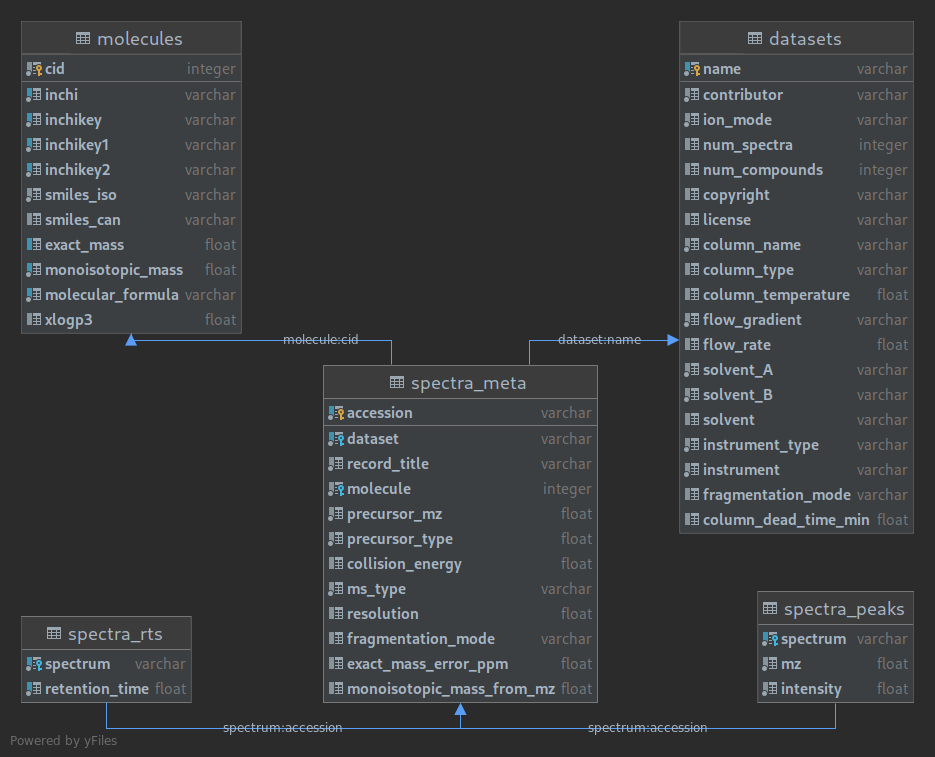 molecules
cid integer
inchi varchar
inchikey varchar
inchikey1 varchar
inchikey2 varchar
smiles_iso varchar
smiles_can varchar
exact_mass float
monoisotopic_mass float
molecular_formula varchar
xlogp3 float
datasets
name varchar
contributor varchar
ion_mode varchar
num_spectra integer
num_compounds integer
copyright varchar
license varchar
column_name varchar
column_type varchar
column_temperature float
flow_gradient varchar
flow_rate float
solvent_A varchar
solvent_B varchar
solvent varchar
instrument_type varchar
instrument varchar
fragmentation_mode varchar
column_dead_time_min float
molecule:cid
dataset:name
spectra_meta
accession varchar
dataset varchar
record_title varchar
molecule integer
precursor_mz float
precursor_type float
collision_energy float
ms_type varchar
resolution float
fragmentation_mode varchar
exact_mass_error_ppm float
monoisotopic_mass_from_mz float
spectra_rts
spectrum varchar
retention_time float
spectra_peaks
spectrum varchar
mz float
intensity float
spectrum:accession
spectrum:accession
Powered by yFiles